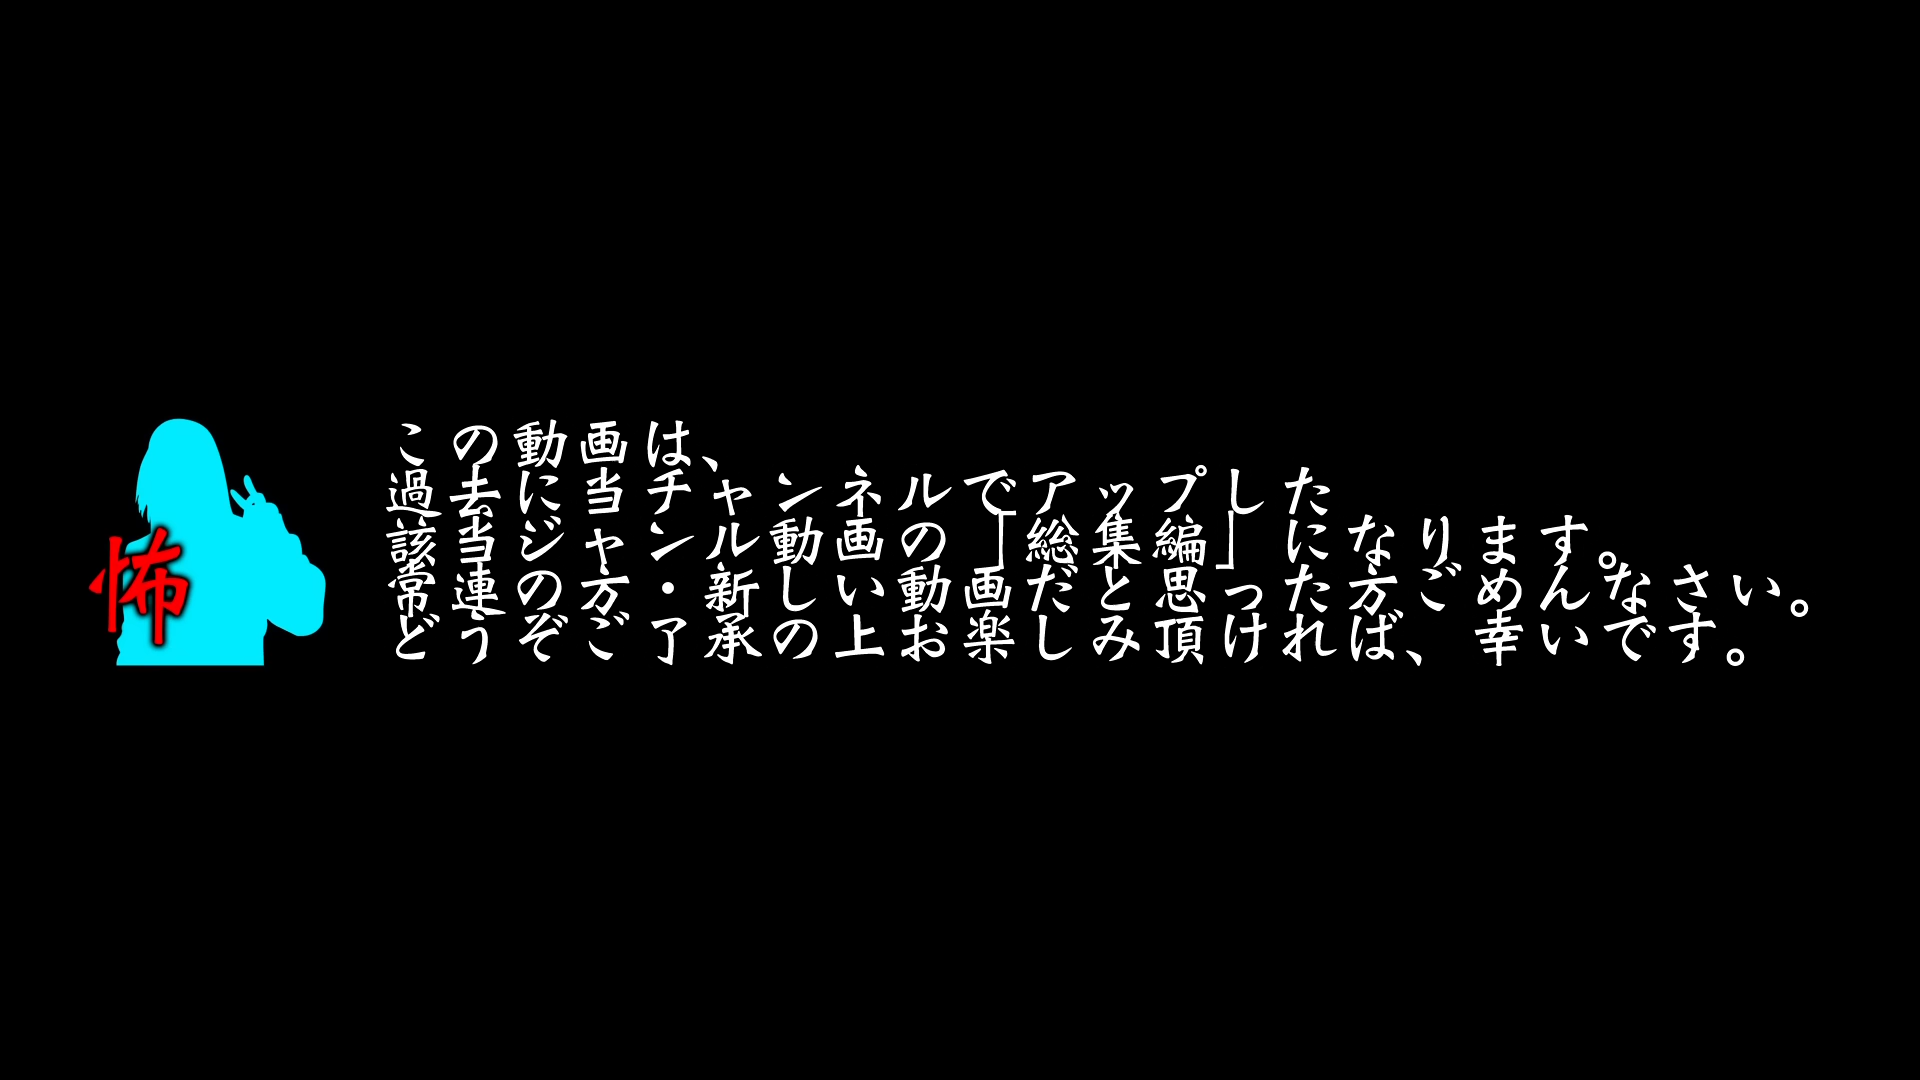 この動画は、
過去に当チャンネルでアップした
該当ジャンル動画の「総集編」になります。
常連の方・新しい動画だと思った方ごめんなさい。
どうぞご了承の上お楽しみ頂ければ、幸いです。
怖